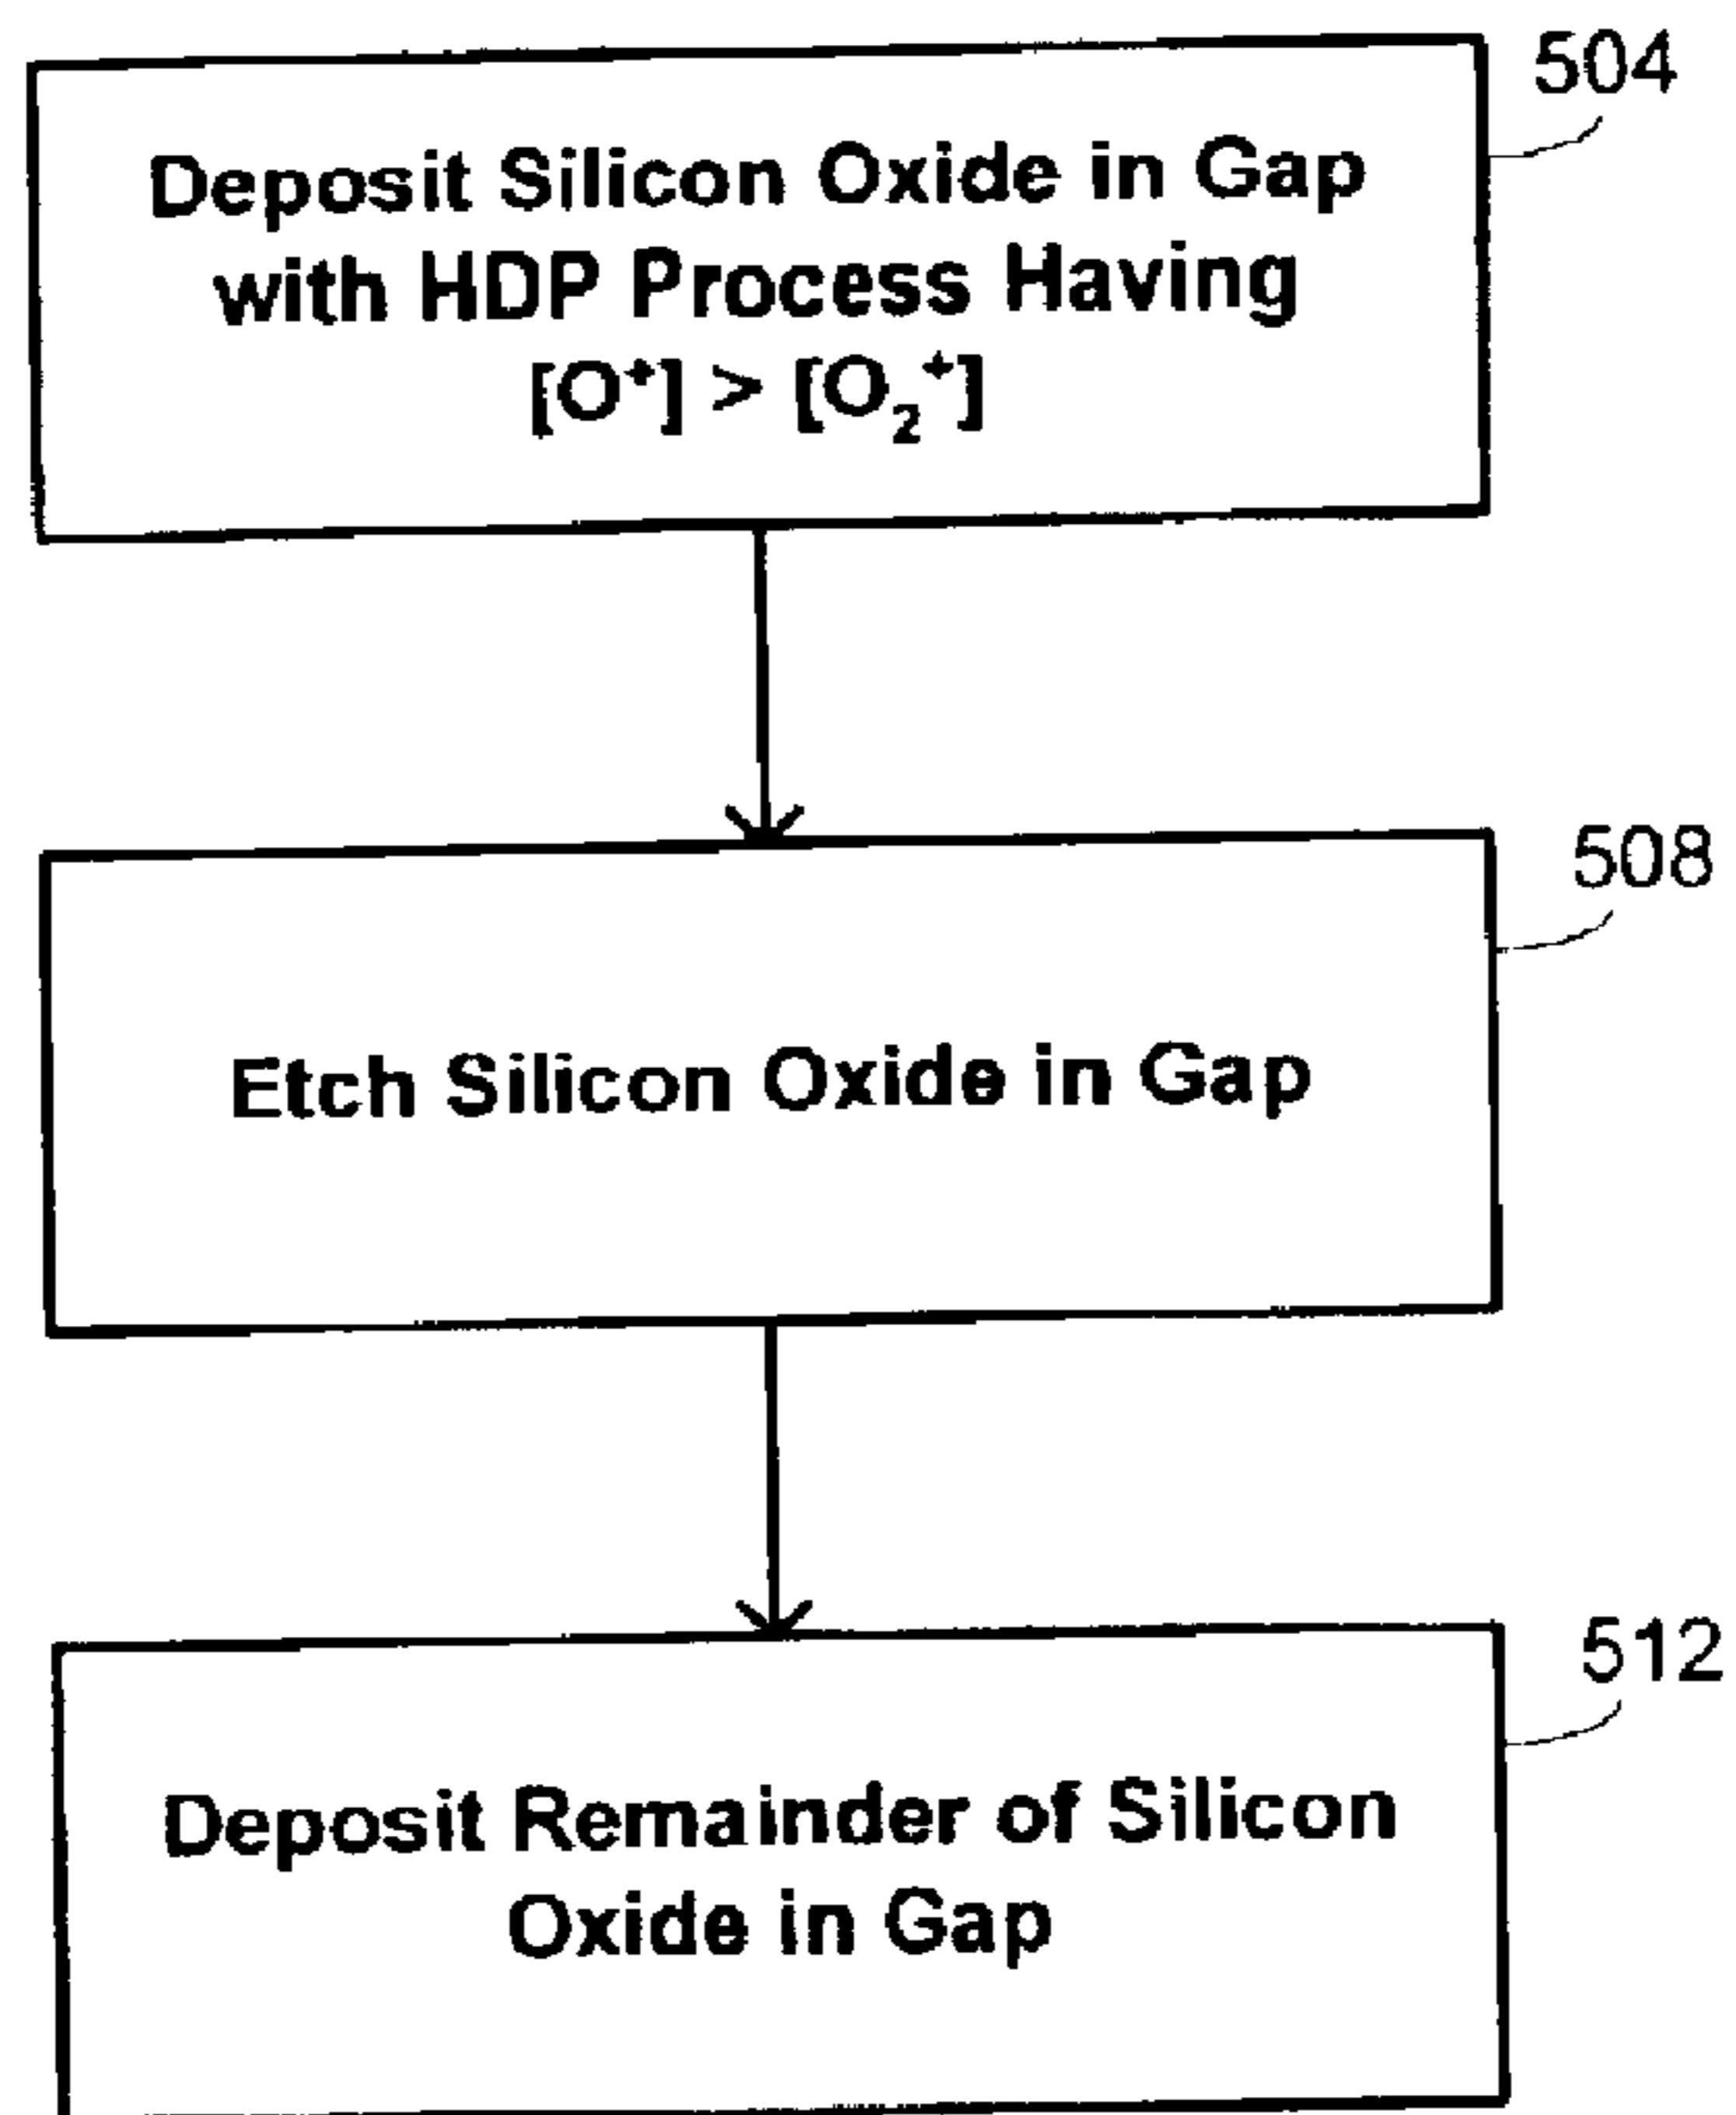 504
Deposit Silicon Oxide in Gap
with HDP Process Having
[O⁺] > [O₂⁺]
508
Etch Silicon Oxide in Gap
512
Deposit Remainder of Silicon
Oxide in Gap